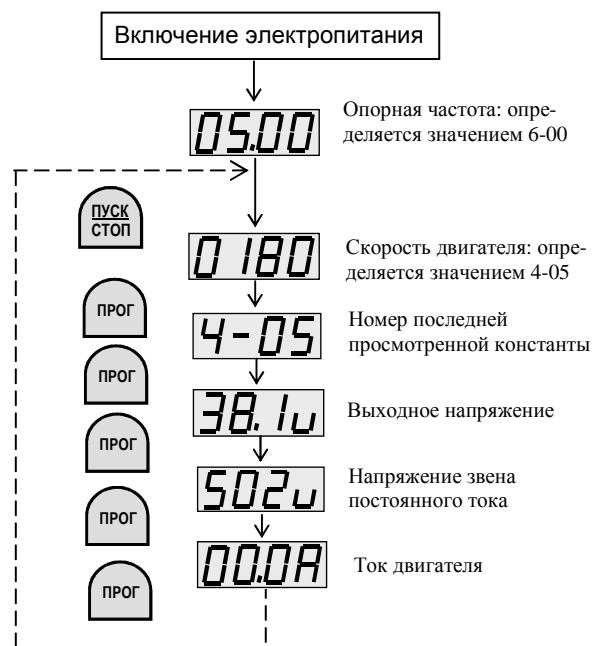 Включение электропитания
05.00
Опорная частота: опре-
деляется значением 6-00
ПУСК
СТОП
0180
Скорость двигателя: опре-
деляется значением 4-05
ПРОГ
4-05
Номер последней
просмотренной константы
ПРОГ
38.1u
Выходное напряжение
ПРОГ
502u
Напряжение звена
постоянного тока
ПРОГ
00.0A
Ток двигателя
ПРОГ